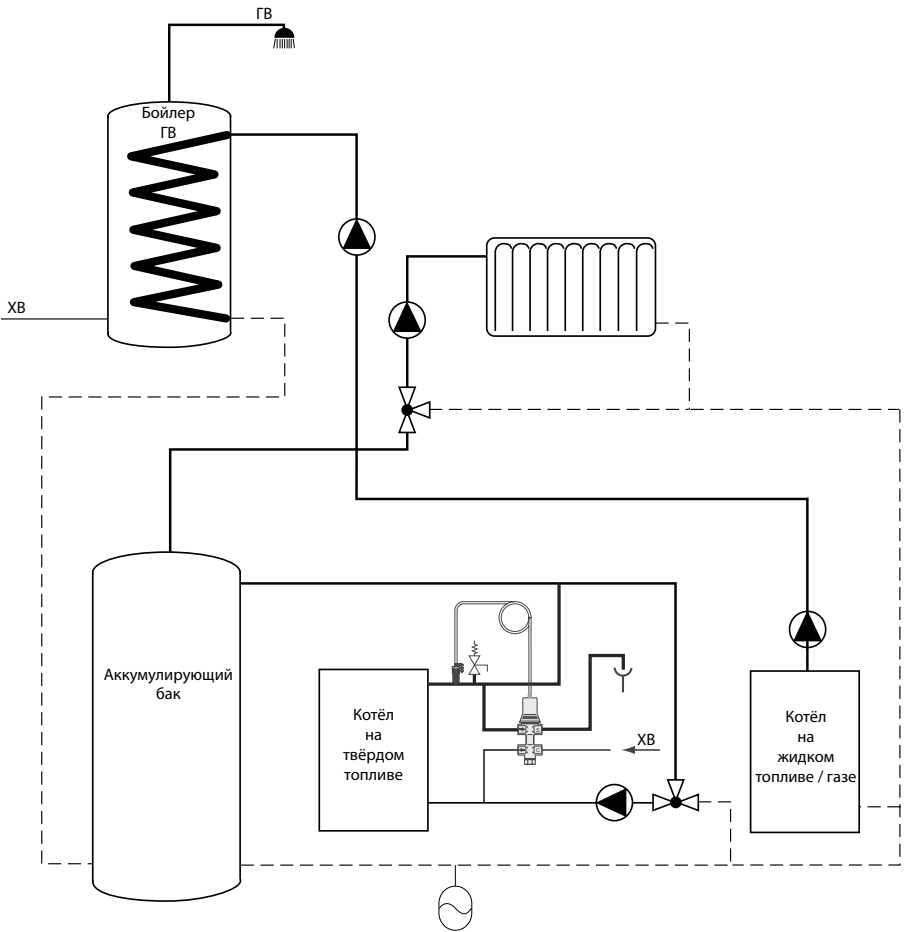 ГВ
Бойлер
ГВ
ХВ
Аккумулирующий
бак
Котёл
на
твёрдом
топливе
ХВ
Котёл
на
жидком
топливе / газе